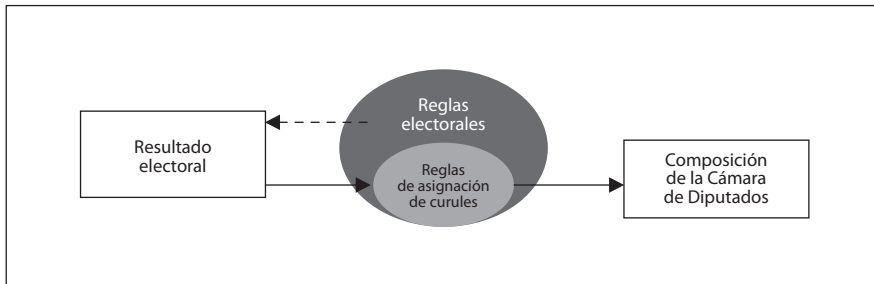 Resultado
electoral
Reglas
electorales
Reglas
de asignación
de curules
Composición
de la Cámara
de Diputados